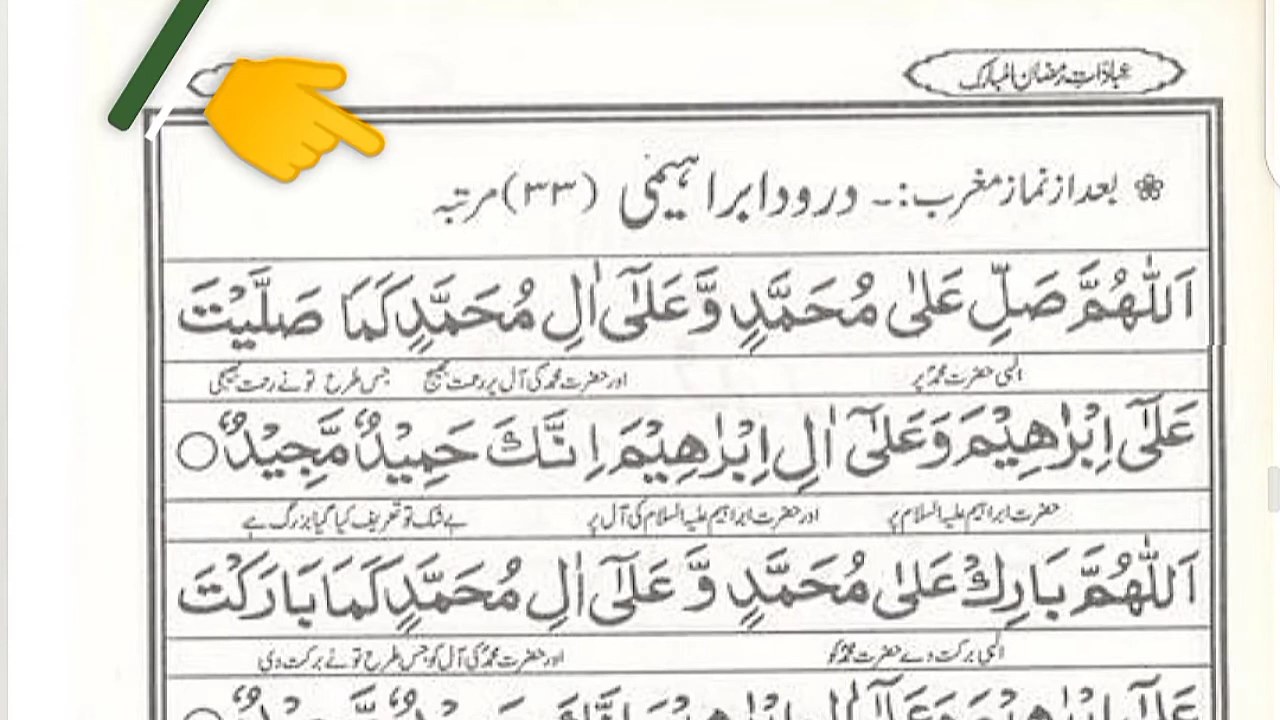 عبادَاتِ رمضان المبارک
❀ بعد از نماز مغرب:۔ درود ابراہیمی (۳۳) مرتبہ
اَللّٰهُمَّ صَلِّ عَلٰى مُحَمَّدٍ وَّعَلٰٓى اٰلِ مُحَمَّدٍ كَمَا صَلَّيْتَ
الٰہی حضرت محمدؐ پر اور حضرت محمدؐ کی آل پر رحمت بھیج جس طرح تو نے رحمت بھیجی
عَلٰٓى اِبْرٰهِيْمَ وَعَلٰٓى اٰلِ اِبْرٰهِيْمَ اِنَّكَ حَمِيْدٌ مَّجِيْدٌ ○
حضرت ابراہیم علیہ السلام پر اور حضرت ابراہیم علیہ السلام کی آل پر بے شک تو تعریف کیا گیا بزرگ ہے
اَللّٰهُمَّ بَارِكْ عَلٰى مُحَمَّدٍ وَّ عَلٰٓى اٰلِ مُحَمَّدٍ كَمَا بَارَكْتَ
الٰہی برکت دے حضرت محمدؐ کو اور حضرت محمدؐ کی آل کو جس طرح تو نے برکت دی